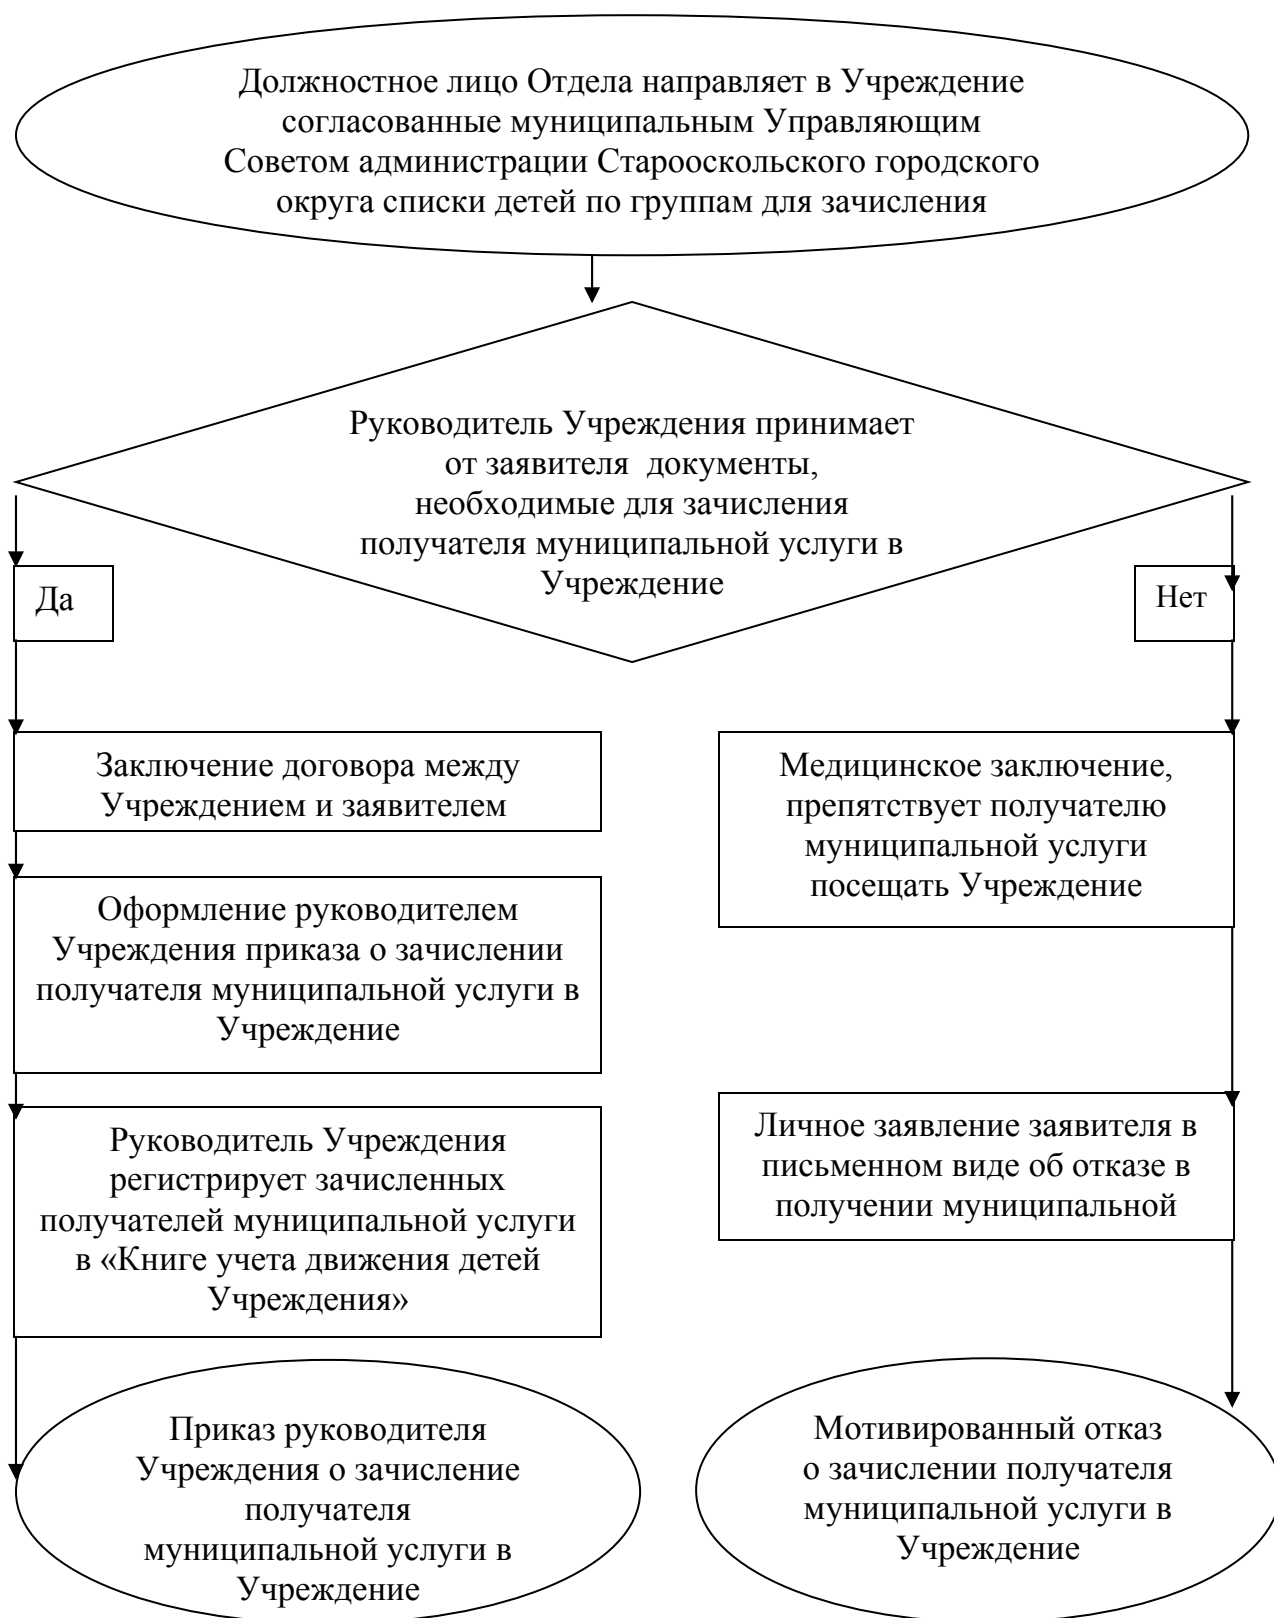 Должностное лицо Отдела направляет в Учреждение
согласованные муниципальным Управляющим
Советом администрации Старооскольского городского
округа списки детей по группам для зачисления
Руководитель Учреждения принимает
от заявителя  документы,
необходимые для зачисления
получателя муниципальной услуги в
Учреждение
Да
Нет
Заключение договора между
Учреждением и заявителем
Оформление руководителем
Учреждения приказа о зачислении
получателя муниципальной услуги в
Учреждение
Руководитель Учреждения
регистрирует зачисленных
получателей муниципальной услуги
в «Книге учета движения детей
Учреждения»
Приказ руководителя
Учреждения о зачисление
получателя
муниципальной услуги в
Учреждение
Медицинское заключение,
препятствует получателю
муниципальной услуги
посещать Учреждение
Личное заявление заявителя в
письменном виде об отказе в
получении муниципальной
Мотивированный отказ
о зачислении получателя
муниципальной услуги в
Учреждение